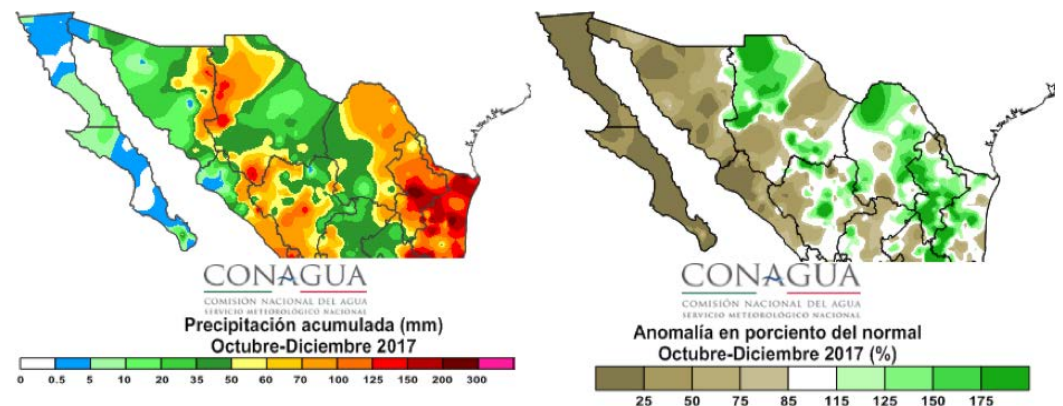 CONAGUA
COMISIÓN NACIONAL DEL AGUA
SERVICIO METEOROLÓGICO NACIONAL
Precipitación acumulada (mm)
Octubre-Diciembre 2017
0 0.5 5 10 20 35 50 60 70 100 125 150 200 300
CONAGUA
COMISIÓN NACIONAL DEL AGUA
SERVICIO METEOROLÓGICO NACIONAL
Anomalía en porciento del normal
Octubre-Diciembre 2017 (%)
25 50 75 85 115 125 150 175